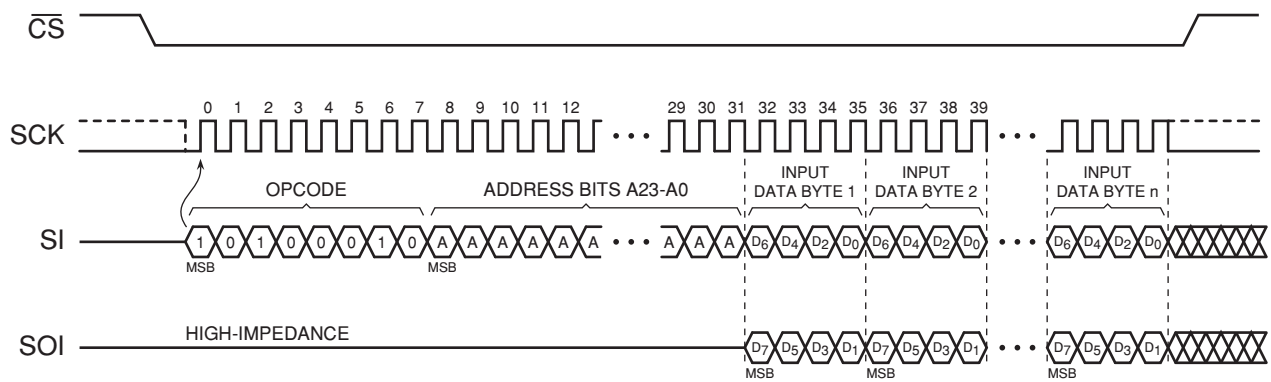 CS
SCK
0 1 2 3 4 5 6 7 8 9 10 11 12 29 30 31 32 33 34 35 36 37 38 39
OPCODE
ADDRESS BITS A23-A0
INPUT
DATA BYTE 1
INPUT
DATA BYTE 2
INPUT
DATA BYTE n
SI
1 0 1 0 0 0 1 0 A A A A A A A A A D6 D4 D2 D0 D6 D4 D2 D0 D6 D4 D2 D0
MSB MSB
HIGH-IMPEDANCE
SOI
D7 D5 D3 D1 D7 D5 D3 D1 D7 D5 D3 D1
MSB MSB MSB